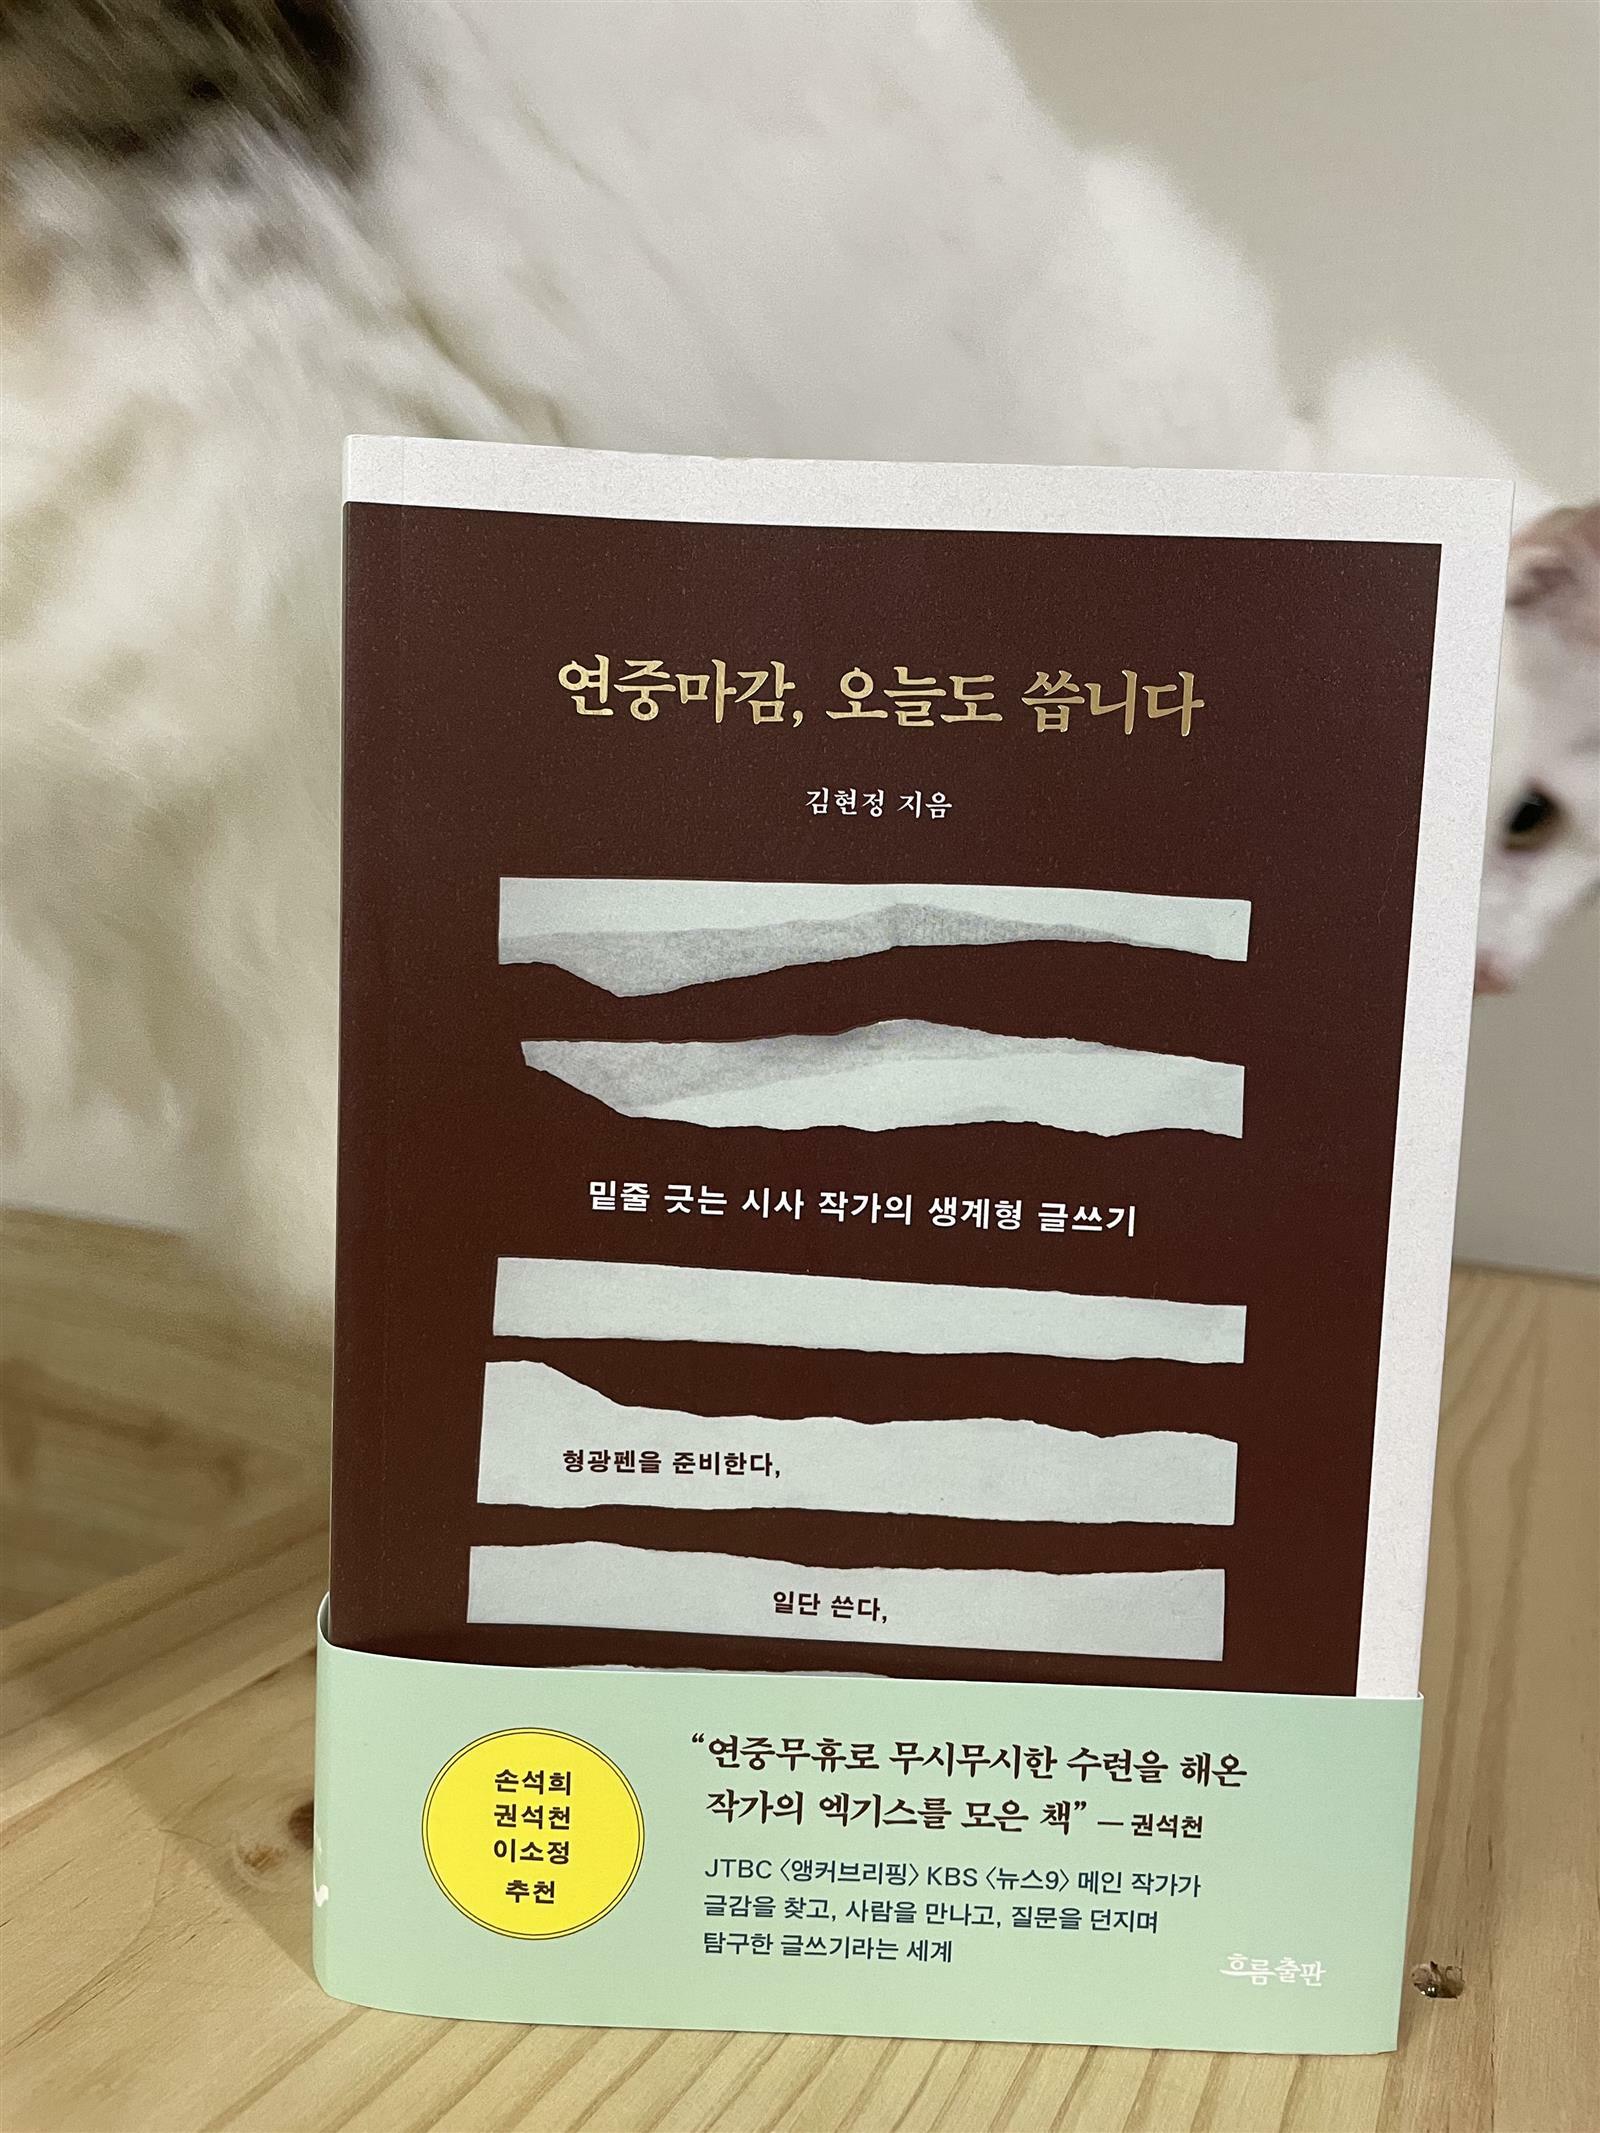 연중마감, 오늘도 씁니다
김현정 지음
밑줄 긋는 시사 작가의 생계형 글쓰기
형광펜을 준비한다,
일단 쓴다,
손석희
권석천
이소정
추천
“연중무휴로 무시무시한 수련을 해온
작가의 엑기스를 모은 책” — 권석천
JTBC 〈앵커브리핑〉 KBS 〈뉴스9〉 메인 작가가
글감을 찾고, 사람을 만나고, 질문을 던지며
탐구한 글쓰기라는 세계
흐름출판